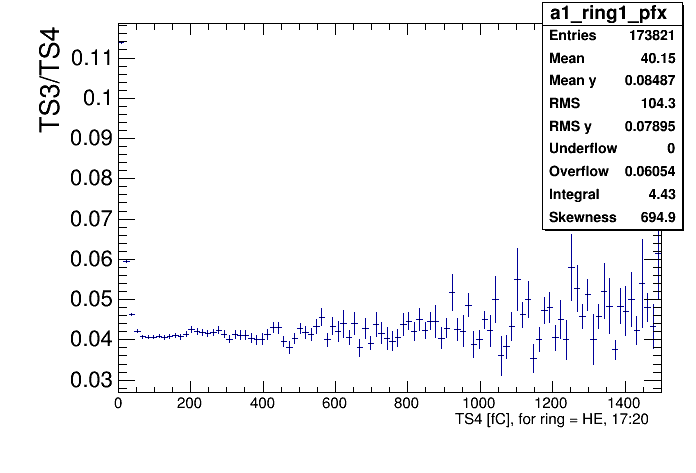 a1_ring1_pfx
Entries 173821
Mean 40.15
Mean y 0.08487
RMS 104.3
RMS y 0.07895
Underflow 0
Overflow 0.06054
Integral 4.43
Skewness 694.9
TS3/TS4
0.11
0.1
0.09
0.08
0.07
0.06
0.05
0.04
0.03
0 200 400 600 800 1000 1200 1400
TS4 [fC], for ring = HE, 17:20